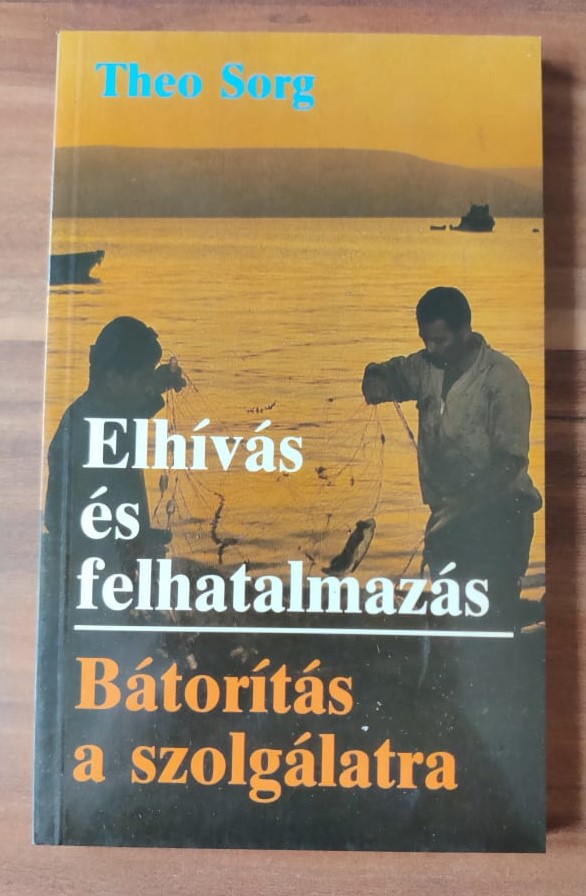 Theo Sorg
Elhívás
és
felhatalmazás
Bátorítás
a szolgálatra